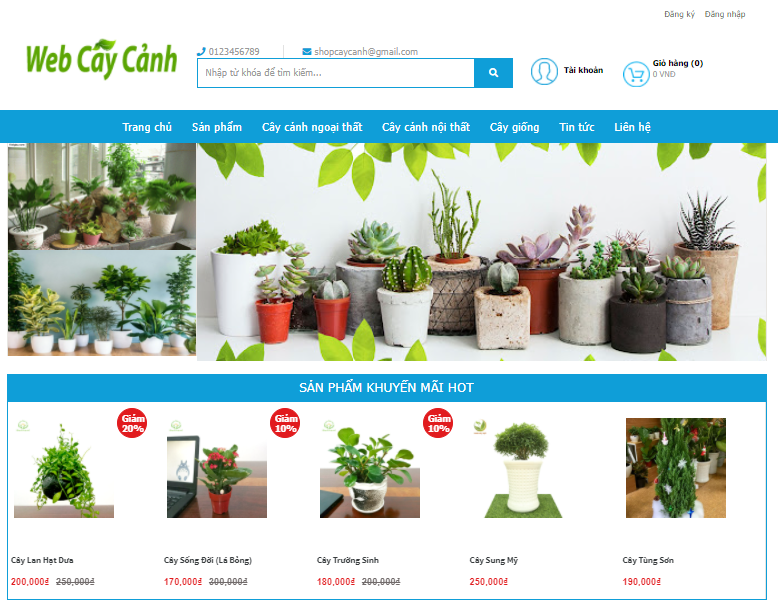 Đăng ký Đăng nhập
Web Cây Cảnh
0123456789 shopcaycanh@gmail.com
Nhập từ khóa để tìm kiếm...
Tài khoản
Giỏ hàng (0)
0 VNĐ
Trang chủ Sản phẩm Cây cảnh ngoại thất Cây cảnh nội thất Cây giống Tin tức Liên hệ
SẢN PHẨM KHUYẾN MÃI HOT
Giảm 20%
Giảm 10%
Giảm 10%
Cây Lan Hạt Dưa
200,000₫ 250,000₫
Cây Sống Đời (Lá Bỏng)
170,000₫ 300,000₫
Cây Trường Sinh
180,000₫ 200,000₫
Cây Sung Mỹ
250,000₫
Cây Tùng Sơn
190,000₫